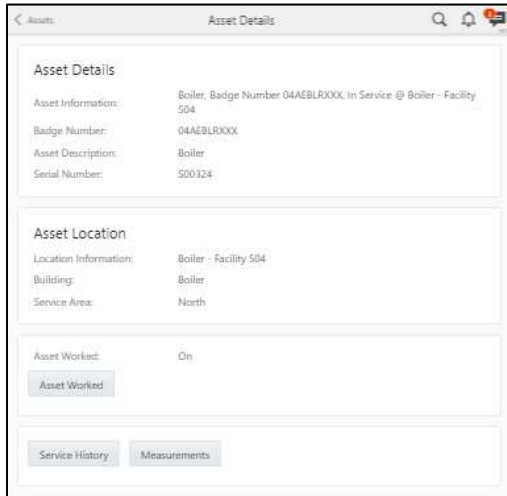 Assets
Asset Details
Asset Details
Asset Information: Boiler, Badge Number 04AEBLRXXX, In Service @ Boiler - Facility
504
Badge Number: 04AEBLRXXX
Asset Description: Boiler
Serial Number: S00324
Asset Location
Location Information: Boiler - Facility 504
Building: Boiler
Service Area: North
Asset Worked: On
Asset Worked
Service History Measurements